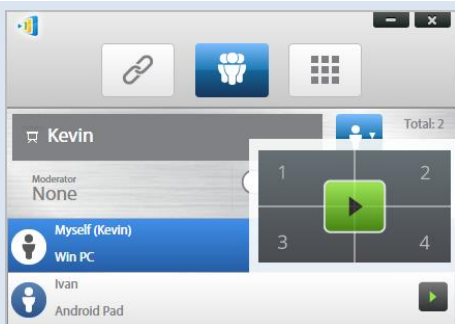 Kevin
Total: 2
Moderator
None
1 2
3 4
Myself (Kevin)
Win PC
Ivan
Android Pad